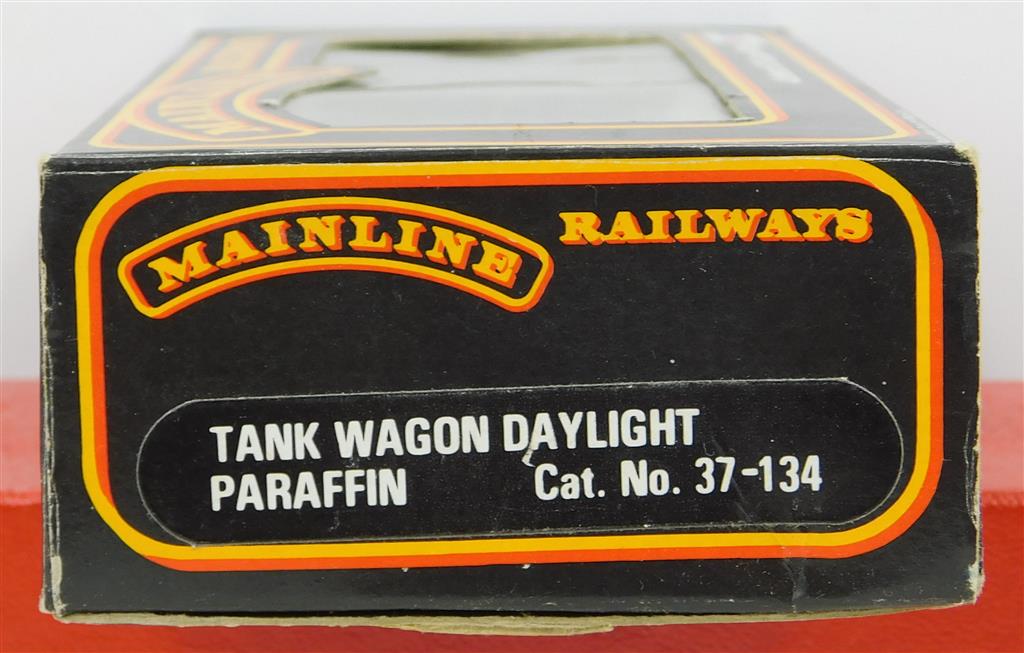 MAINLINE RAILWAYS
TANK WAGON DAYLIGHT
PARAFFIN Cat. No. 37-134